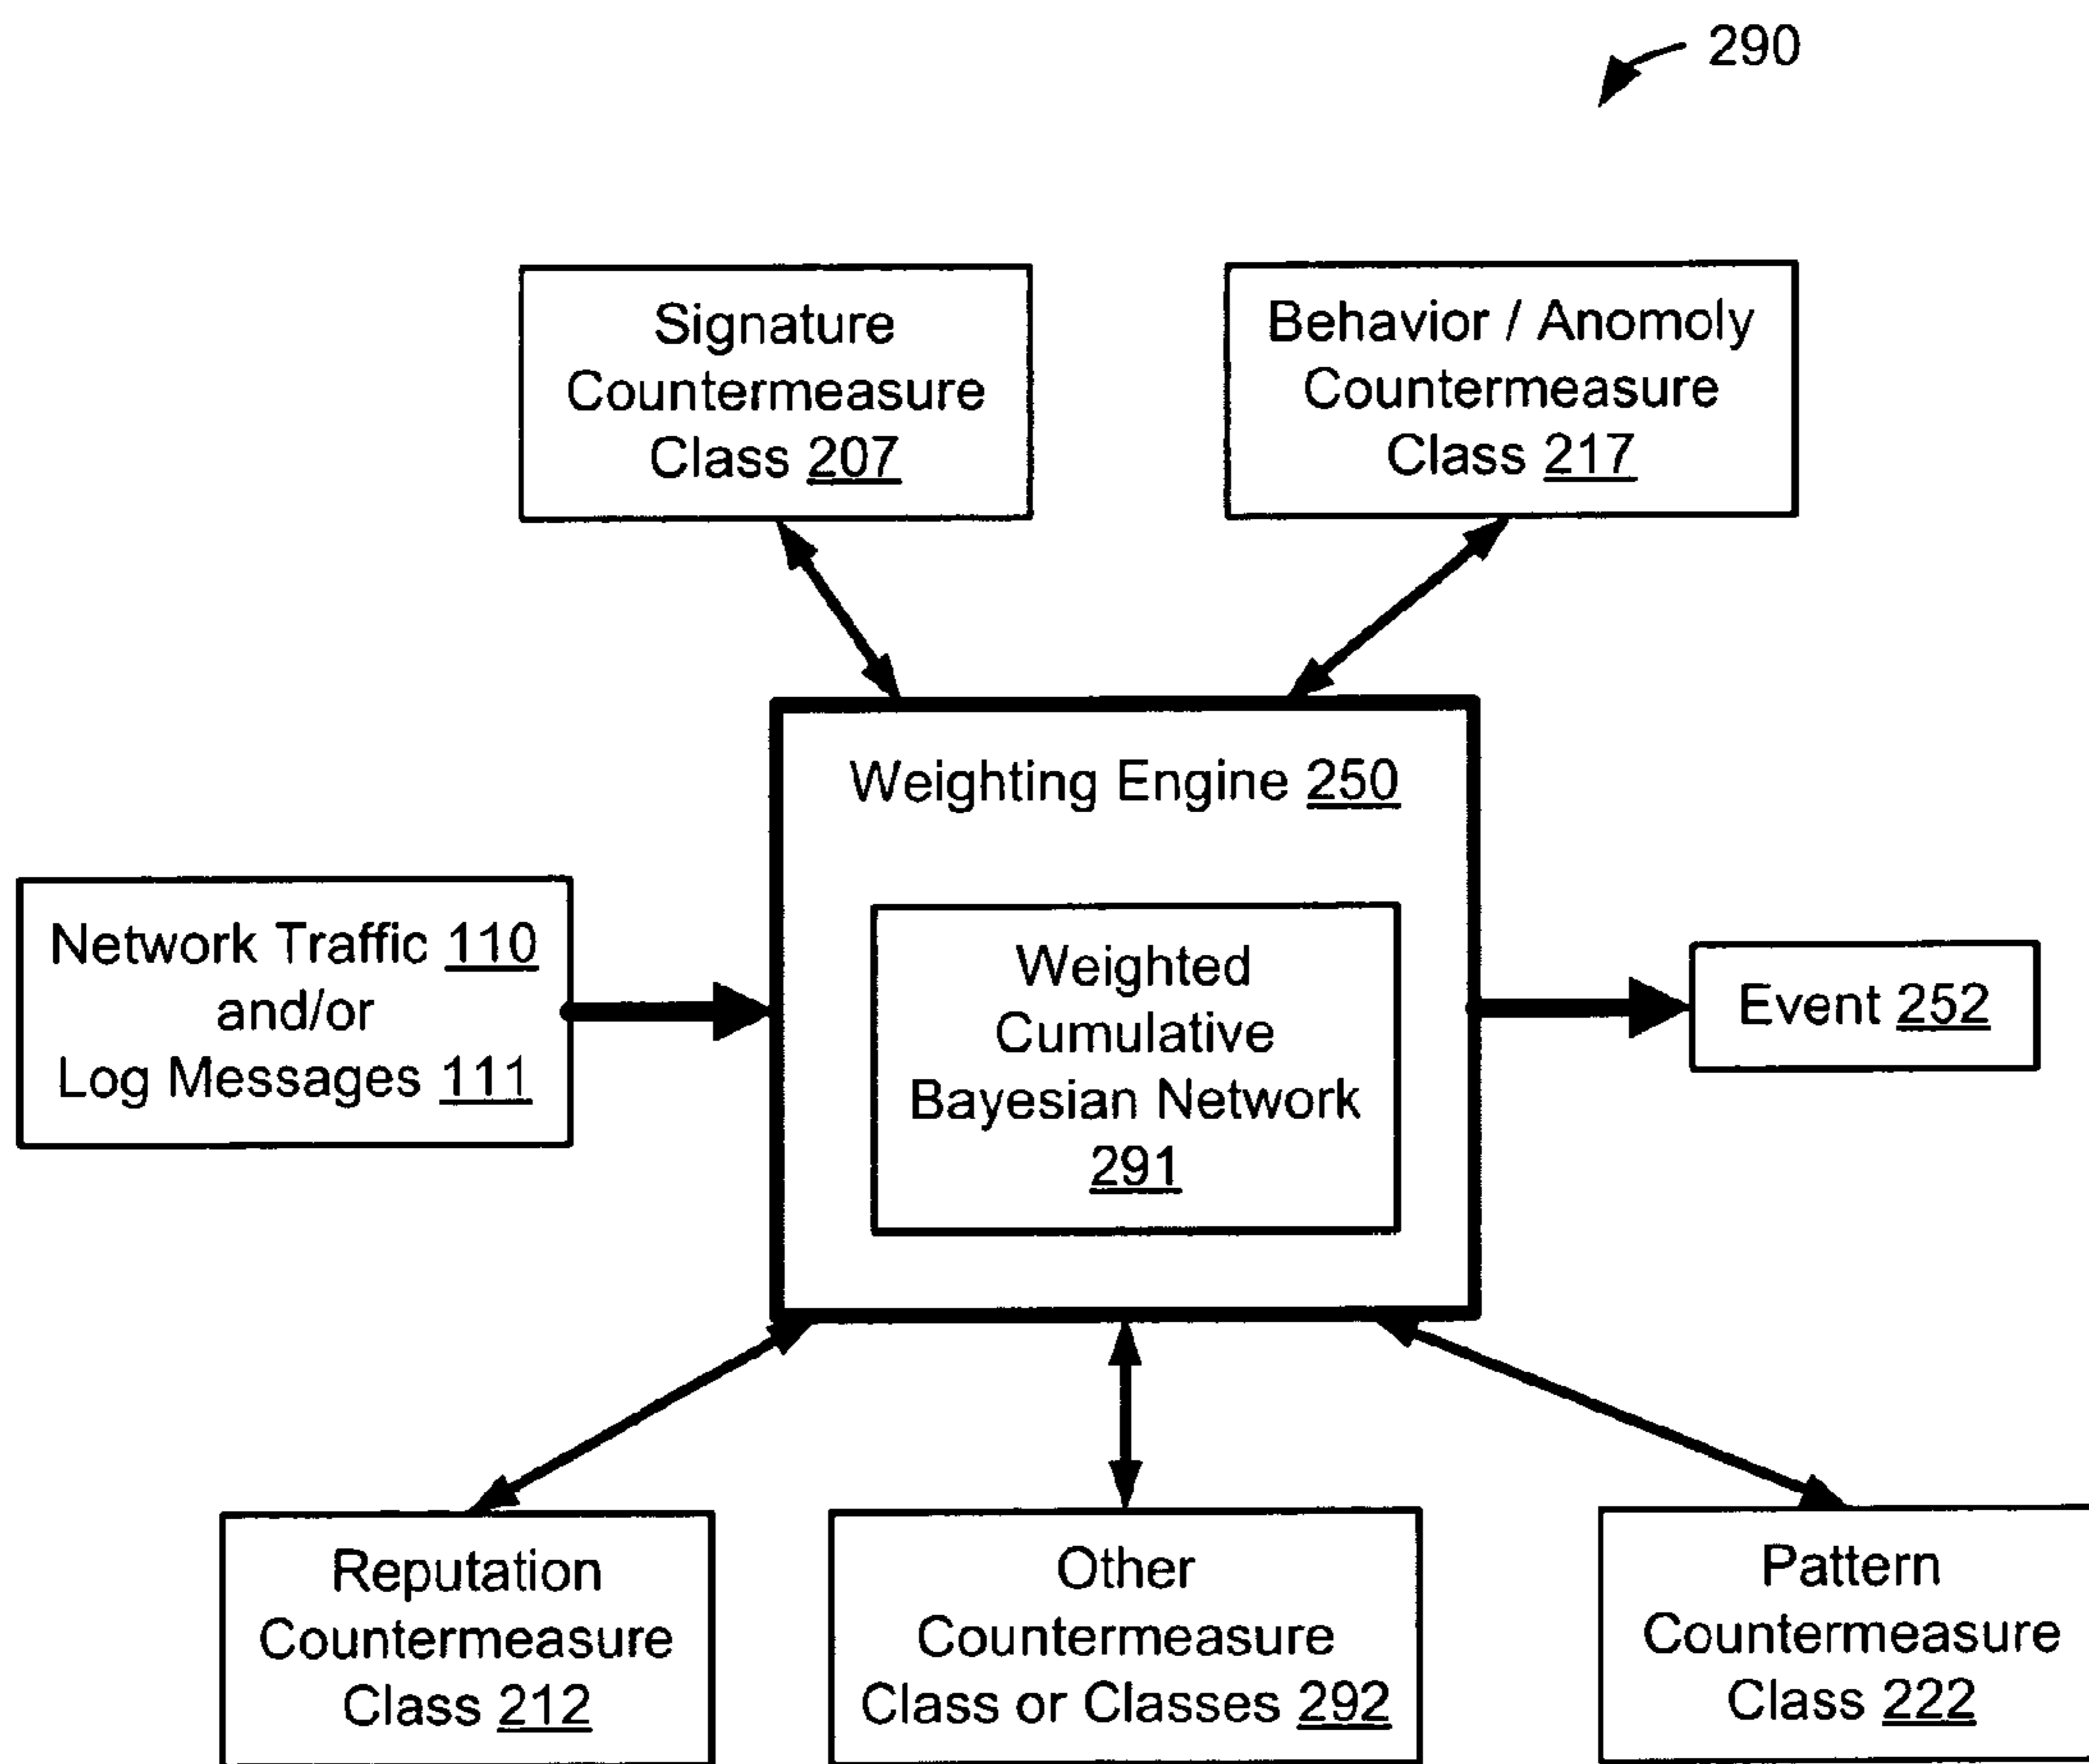 290
Signature
Countermeasure
Class 207
Behavior / Anomoly
Countermeasure
Class 217
Weighting Engine 250
Network Traffic 110
and/or
Log Messages 111
Weighted
Cumulative
Bayesian Network
291
Event 252
Reputation
Countermeasure
Class 212
Other
Countermeasure
Class or Classes 292
Pattern
Countermeasure
Class 222